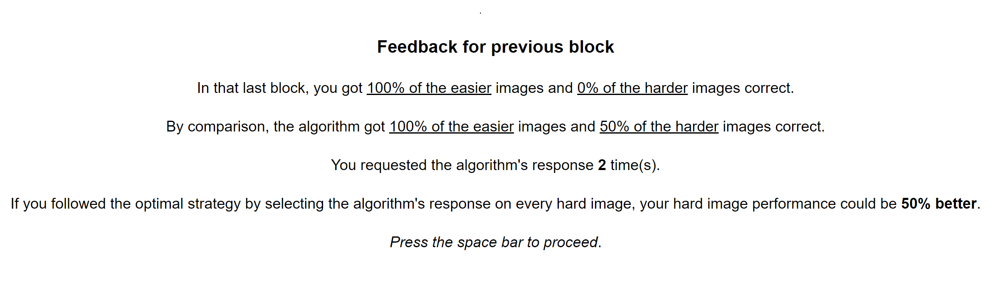 Feedback for previous block
In that last block, you got 100% of the easier images and 0% of the harder images correct.
By comparison, the algorithm got 100% of the easier images and 50% of the harder images correct.
You requested the algorithm's response 2 time(s).
If you followed the optimal strategy by selecting the algorithm's response on every hard image, your hard image performance could be 50% better.
Press the space bar to proceed.